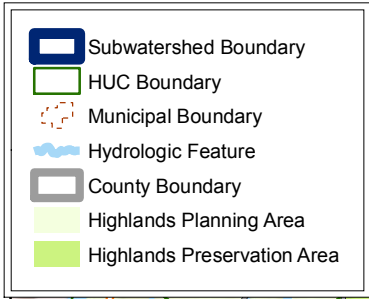 Subwatershed Boundary
HUC Boundary
Municipal Boundary
Hydrologic Feature
County Boundary
Highlands Planning Area
Highlands Preservation Area